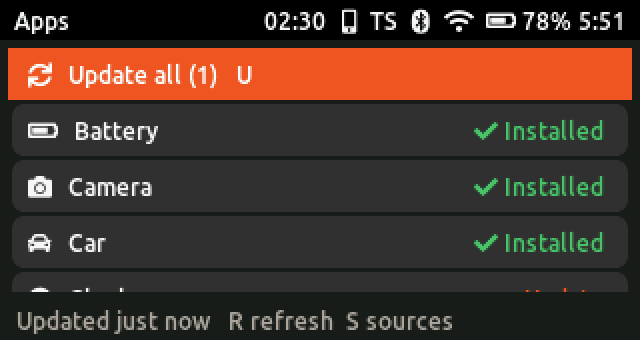 Apps 02:30 TS 78% 5:51
Update all (1) U
Battery Installed
Camera Installed
Car Installed
Updated just now R refresh S sources